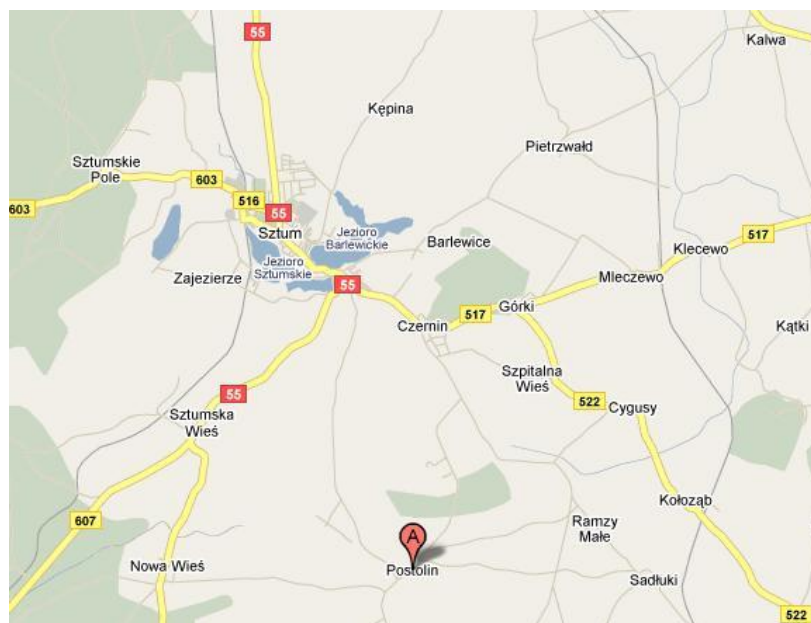 55
Kalwa
Kępina
Pietrzwałd
Sztumskie
Pole
603
516
603
55
Sztum
Jezioro
Barlewickie
Barlewice
517
Klecewo
Jezioro
Sztumskie
Zajezierze
Mleczewo
55
517
Górki
Czernin
Kątki
Szpitalna
Wieś
55
522
Cygusy
Sztumska
Wieś
Kołoząb
607
Ramzy
Małe
A
Nowa Wieś
Postolin
Sadłuki
522